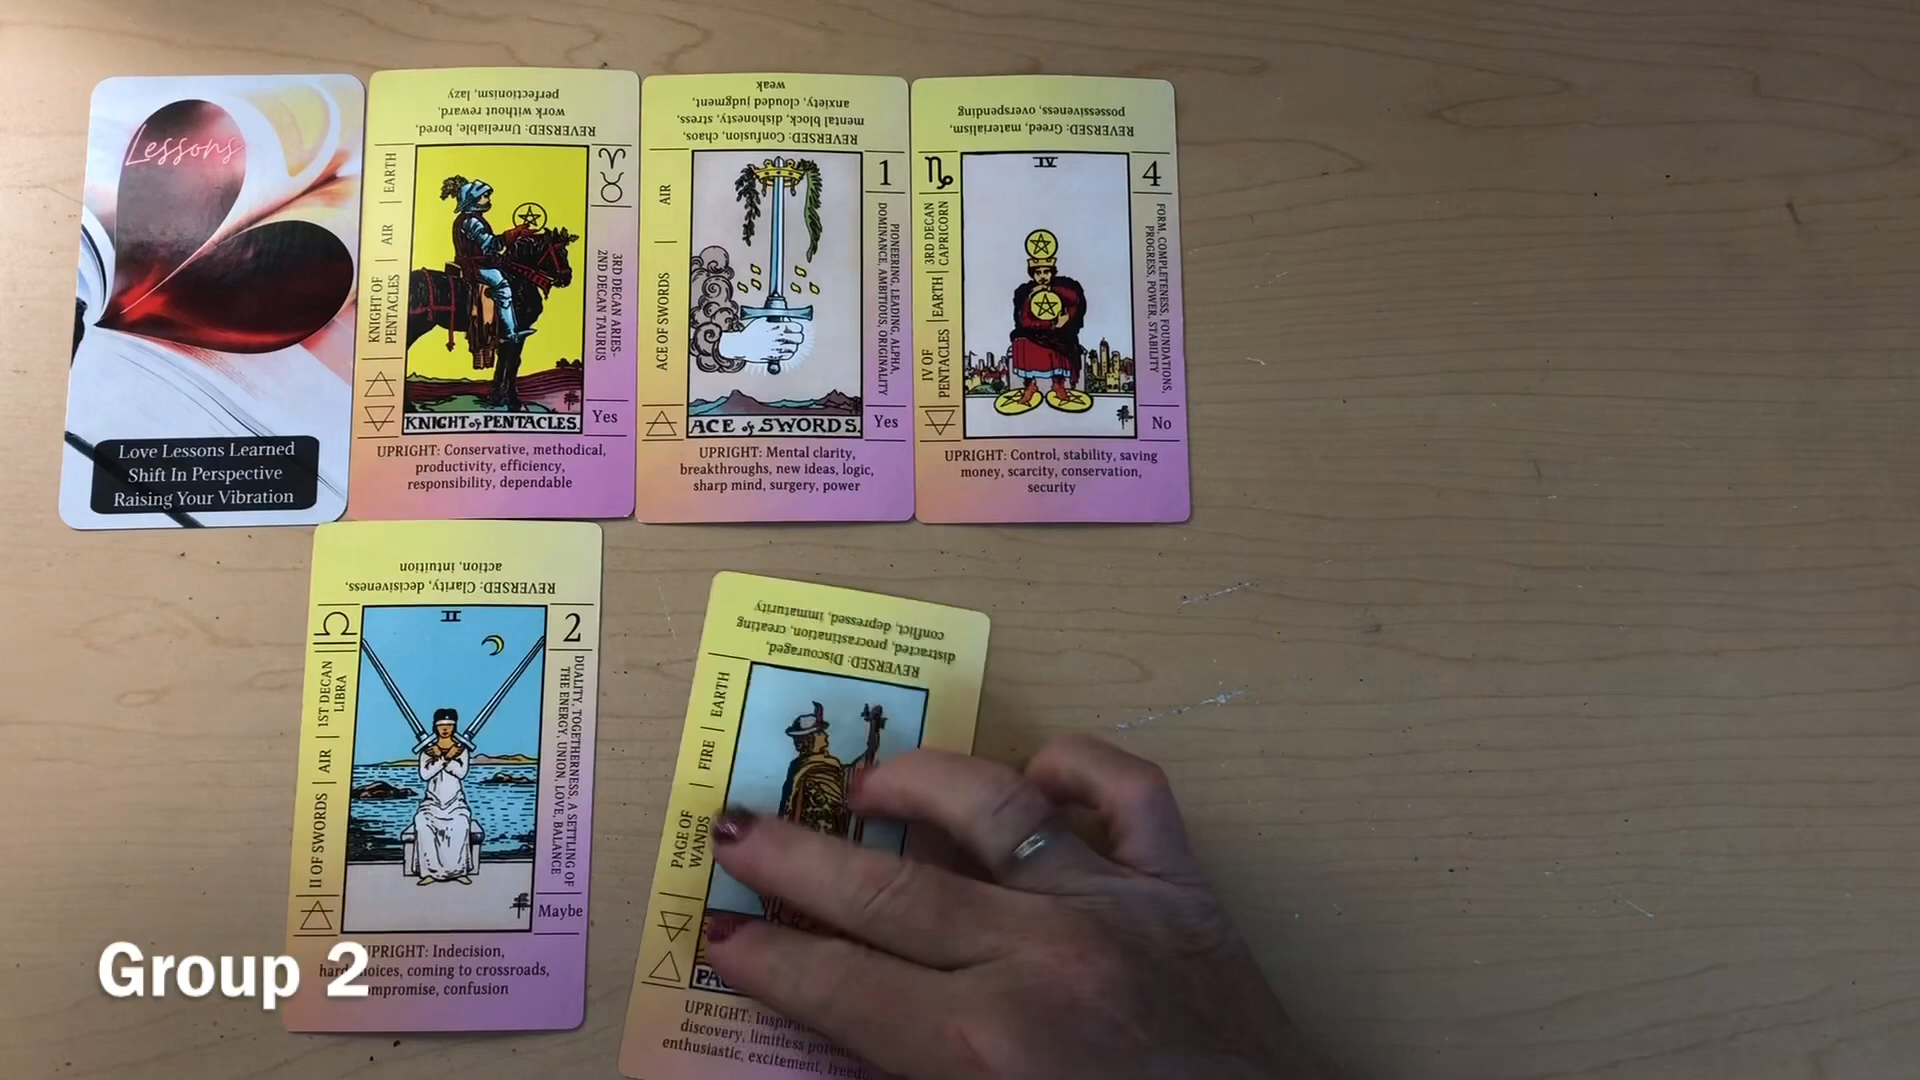 Lessons
Love Lessons Learned
Shift In Perspective
Raising Your Vibration
REVERSED: Unreliable, bored,
work without reward,
perfectionism, lazy
KNIGHT OF
PENTACLES
AIR
EARTH
3RD DECAN ARIES-
2ND DECAN TAURUS
Yes
KNIGHT of PENTACLES.
UPRIGHT: Conservative, methodical,
productivity, efficiency,
responsibility, dependable
REVERSED: Confusion, chaos,
mental block, dishonesty, stress,
anxiety, clouded judgment,
weak
ACE OF SWORDS
AIR
1
PIONEERING, LEADING, ALPHA,
DOMINANCE, AMBITIOUS, ORIGINALITY
Yes
ACE of SWORDS.
UPRIGHT: Mental clarity,
breakthroughs, new ideas, logic,
sharp mind, surgery, power
REVERSED: Greed, materialism,
possessiveness, overspending
IV OF
PENTACLES
EARTH
3RD DECAN
CAPRICORN
IV
4
FORM, COMPLETENESS, FOUNDATIONS,
PROGRESS, POWER, STABILITY
No
UPRIGHT: Control, stability, saving
money, scarcity, conservation,
security
REVERSED: Clarity, decisiveness,
action, intuition
II OF SWORDS
AIR
1ST DECAN
LIBRA
II
2
DUALITY, TOGETHERNESS, A SETTLING OF
THE ENERGY, UNION, LOVE, BALANCE
Maybe
UPRIGHT: Indecision,
coming to crossroads,
confusion
REVERSED: Discouraged,
distracted, procrastination, creating
conflict, depressed, immaturity
PAGE OF
WANDS
FIRE
EARTH
UPRIGHT:
discovery, limitless
enthusiastic, excitement,
Group 2